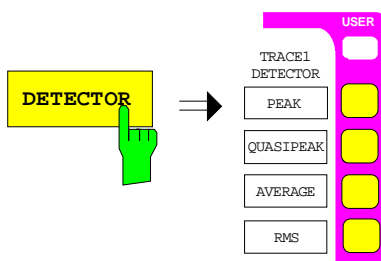 USER
TRACE1
DETECTOR
DETECTOR
PEAK
QUASIPEAK
AVERAGE
RMS